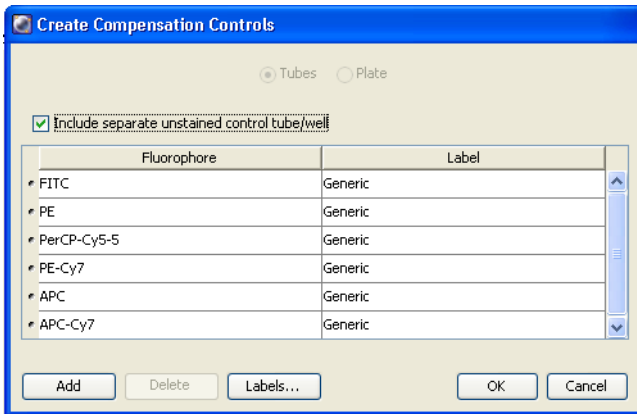 Create Compensation Controls
Tubes Plate
Include separate unstained control tube/well
Fluorophore Label
FITC Generic
PE Generic
PerCP-Cy5-5 Generic
PE-Cy7 Generic
APC Generic
APC-Cy7 Generic
Add Delete Labels... OK Cancel